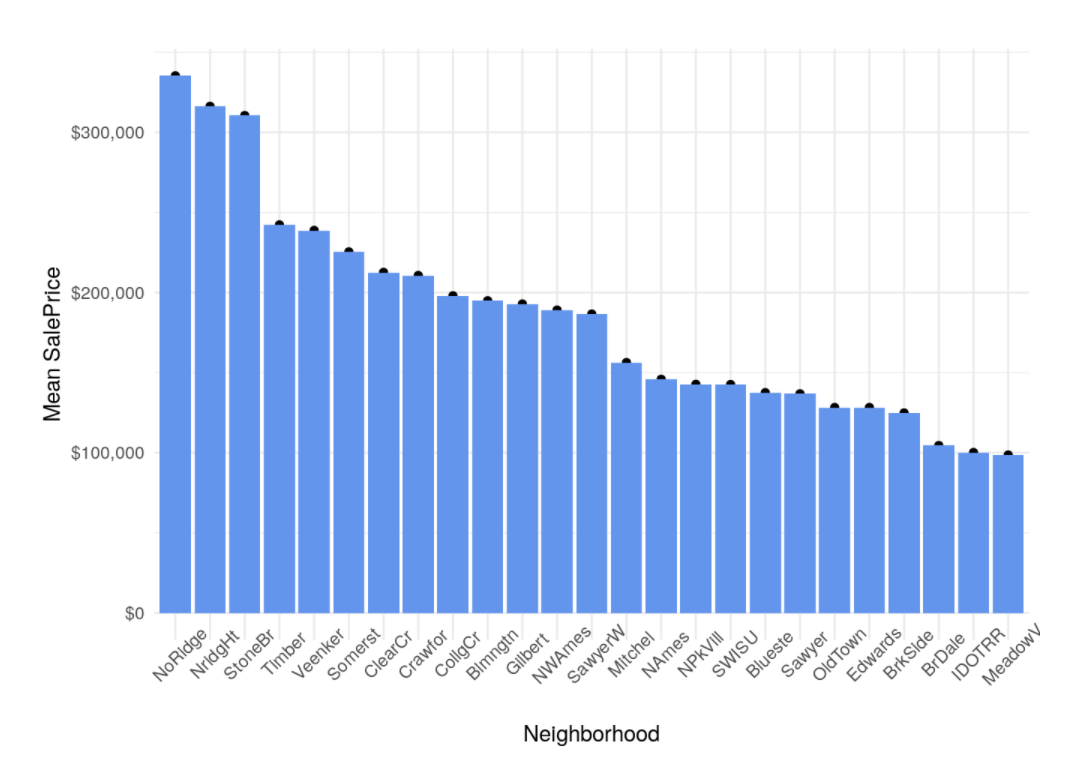 $300,000
$200,000
$100,000
$0
Mean SalePrice
NoRidge
NridgHt
StoneBr
Timber
Veenker
Somerst
ClearCr
Crawfor
CollgCr
Blmngtn
Gilbert
NWAmes
SawyerW
Mitchel
NAmes
NPkVill
SWISU
Blueste
Sawyer
OldTown
Edwards
BrkSide
BrDale
IDOTRR
MeadowV
Neighborhood